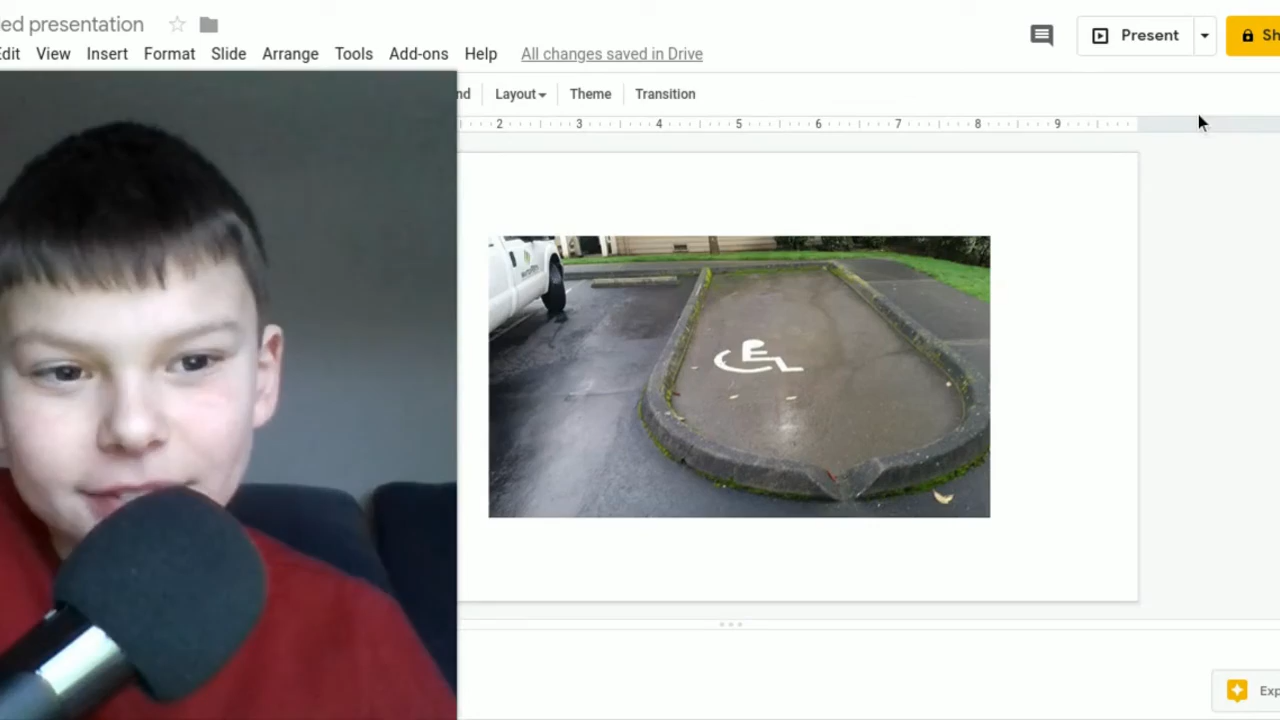 ed presentation
Edit View Insert Format Slide Arrange Tools Add-ons Help All changes saved in Drive
Present
Sh
nd Layout Theme Transition
2 3 4 5 6 7 8 9
Exp